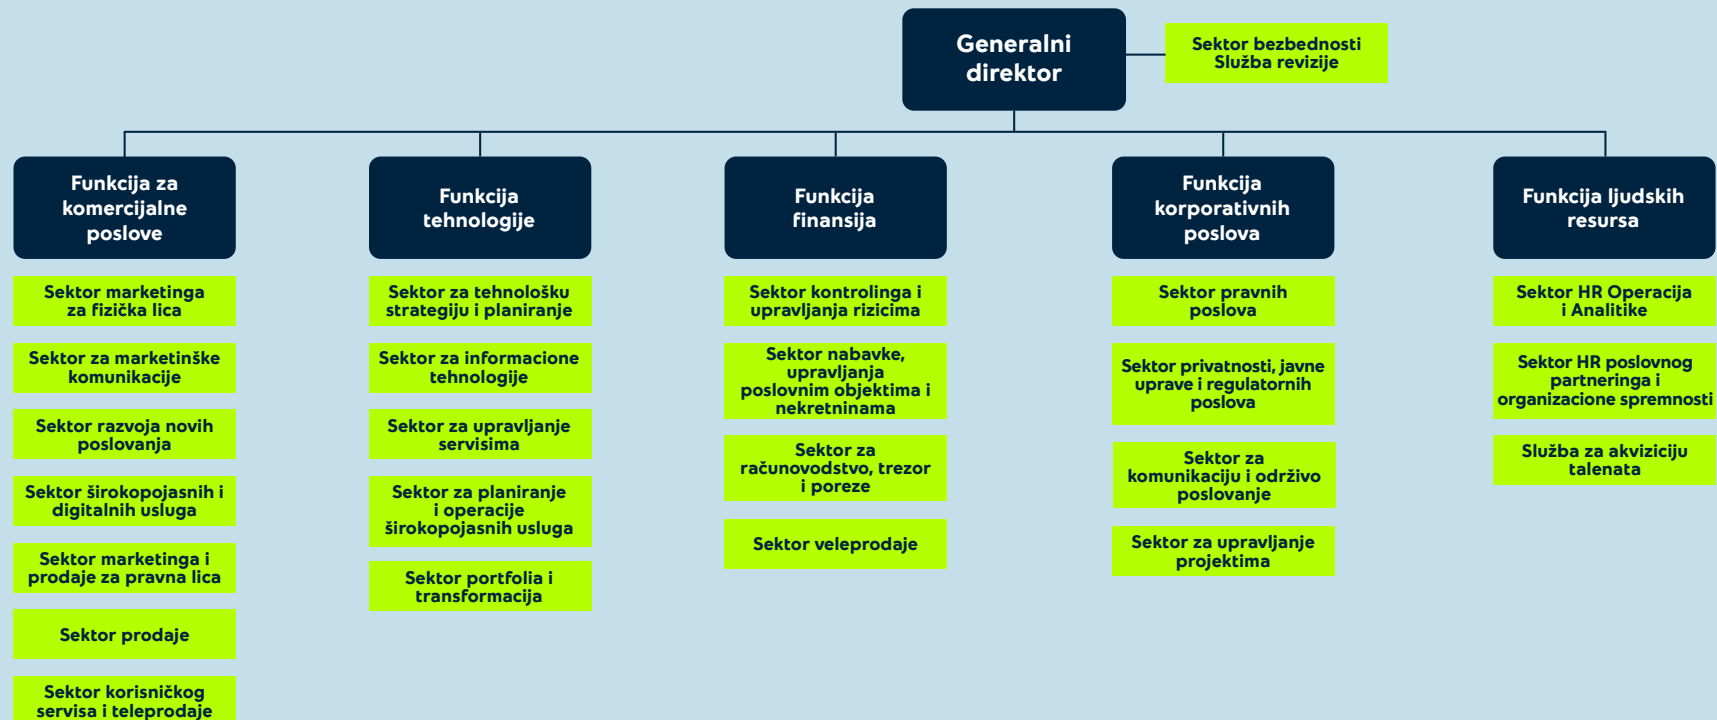 Generalni
direktor
Sektor bezbednosti
Služba revizije
Funkcija za
komercijalne
poslove
Sektor marketinga
za fizička lica
Sektor za marketinške
komunikacije
Sektor razvoja novih
poslovanja
Sektor širokopojasnih i
digitalnih usluga
Sektor marketinga i
prodaje za pravna lica
Sektor prodaje
Sektor korisničkog
servisa i teleprodaje
Funkcija
tehnologije
Sektor za tehnološku
strategiju i planiranje
Sektor za informacione
tehnologije
Sektor za upravljanje
servisima
Sektor za planiranje
i operacije
širokopojasnih usluga
Sektor portfolia i
transformacija
Funkcija
finansija
Sektor kontrolinga i
upravljanja rizicima
Sektor nabavke,
upravljanja
poslovnim objektima i
nekretninama
Sektor za
računovodstvo, trezor
i poreze
Sektor veleprodaje
Funkcija
korporativnih
poslova
Sektor pravnih
poslova
Sektor privatnosti, javne
uprave i regulatornih
poslova
Sektor za
komunikaciju i održivo
poslovanje
Sektor za upravljanje
projektima
Funkcija ljudskih
resursa
Sektor HR Operacija
i Analitike
Sektor HR poslovnog
partneringa i
organizacione spremnosti
Služba za akviziciju
talenata